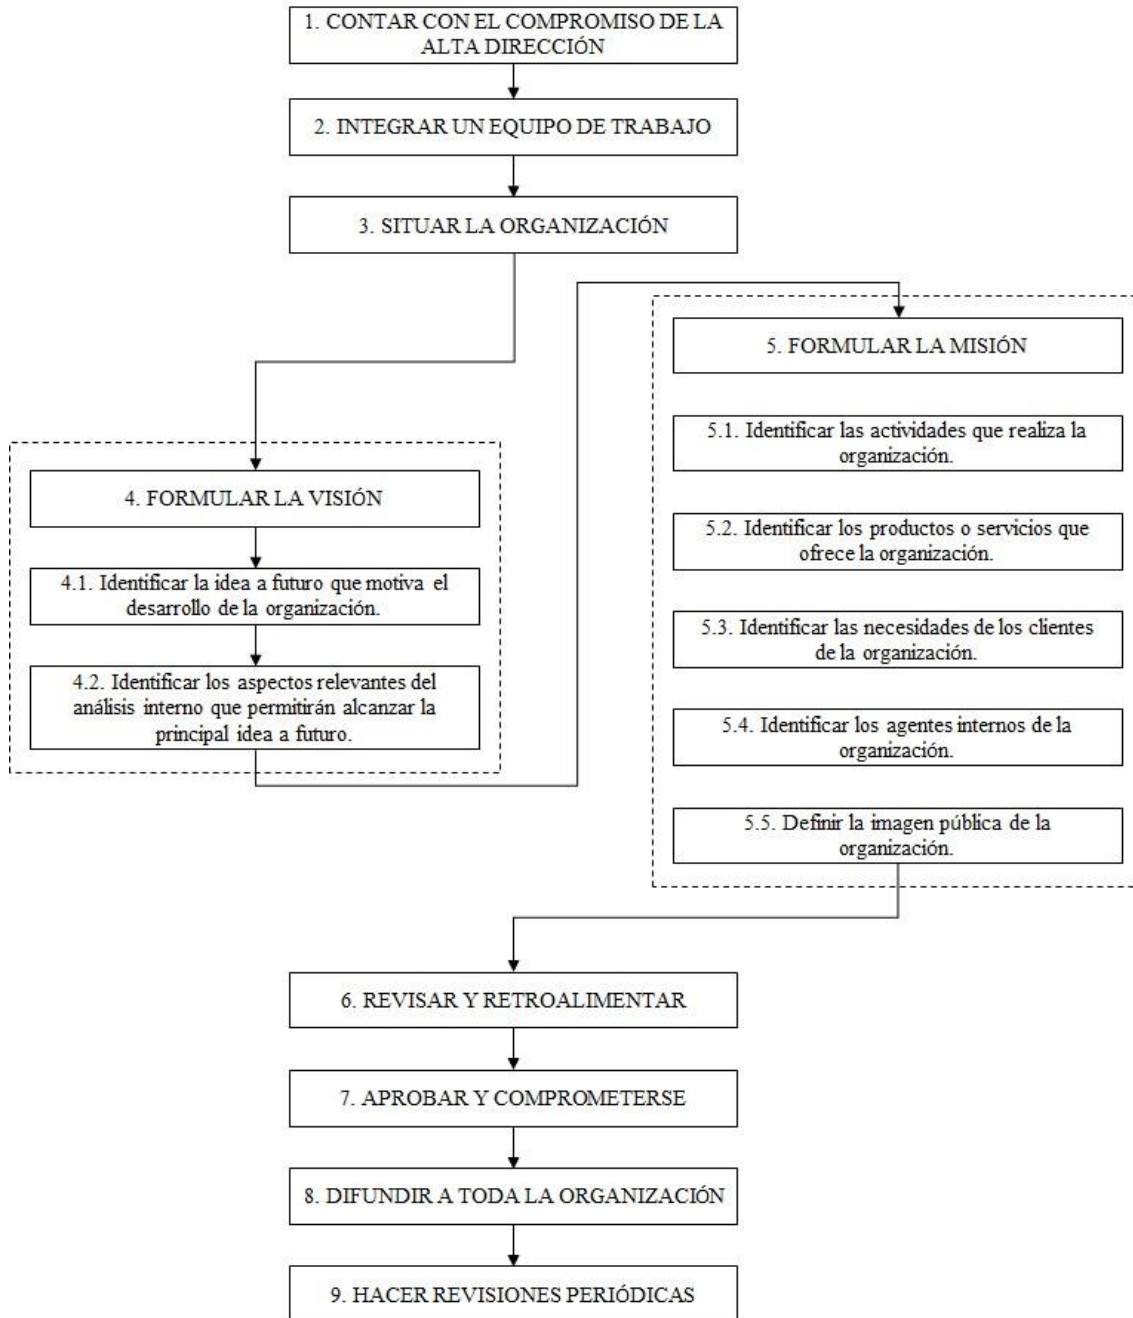 1. CONTAR CON EL COMPROMISO DE LA
ALTA DIRECCIÓN
2. INTEGRAR UN EQUIPO DE TRABAJO
3. SITUAR LA ORGANIZACIÓN
4. FORMULAR LA VISIÓN
4.1. Identificar la idea a futuro que motiva el
desarrollo de la organización.
4.2. Identificar los aspectos relevantes del
análisis interno que permitirán alcanzar la
principal idea a futuro.
5. FORMULAR LA MISIÓN
5.1. Identificar las actividades que realiza la
organización.
5.2. Identificar los productos o servicios que
ofrece la organización.
5.3. Identificar las necesidades de los clientes
de la organización.
5.4. Identificar los agentes internos de la
organización.
5.5. Definir la imagen pública de la
organización.
6. REVISAR Y RETROALIMENTAR
7. APROBAR Y COMPROMETERSE
8. DIFUNDIR A TODA LA ORGANIZACIÓN
9. HACER REVISIONES PERIÓDICAS